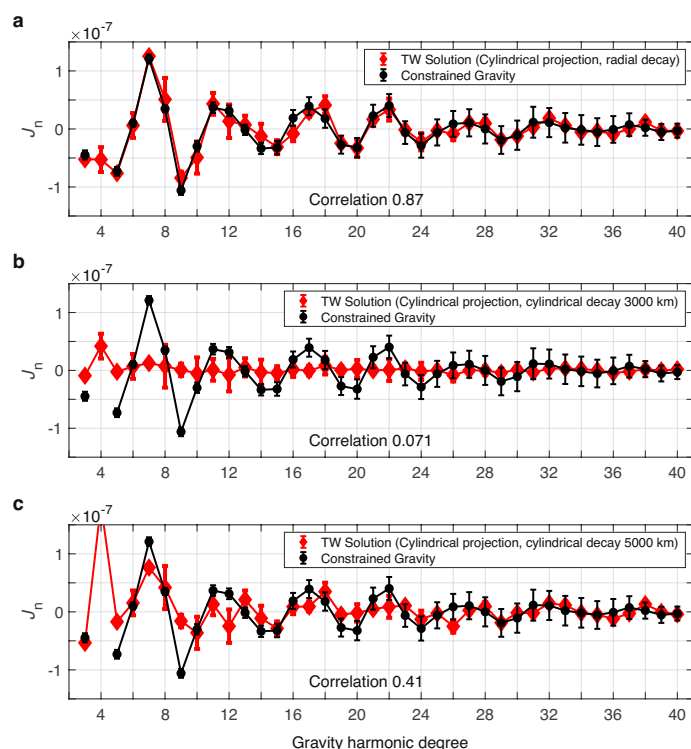 a
×10⁻⁷
TW Solution (Cylindrical projection, radial decay)
Constrained Gravity
1
0
-1
Jn
Correlation 0.87
4 8 12 16 20 24 28 32 36 40
b
×10⁻⁷
TW Solution (Cylindrical projection, cylindrical decay 3000 km)
Constrained Gravity
1
0
-1
Jn
Correlation 0.071
4 8 12 16 20 24 28 32 36 40
c
×10⁻⁷
TW Solution (Cylindrical projection, cylindrical decay 5000 km)
Constrained Gravity
1
0
-1
Jn
Correlation 0.41
4 8 12 16 20 24 28 32 36 40
Gravity harmonic degree